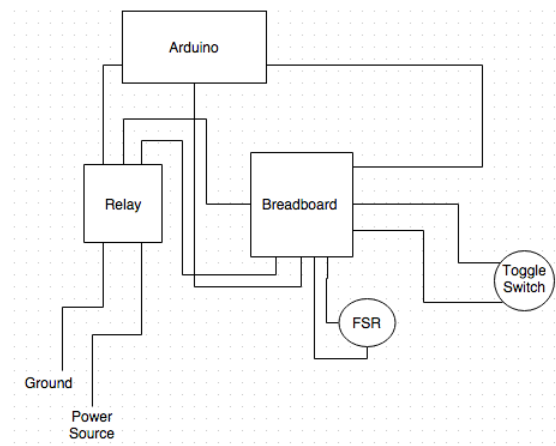 Arduino
Relay
Breadboard
Toggle
Switch
FSR
Ground
Power
Source